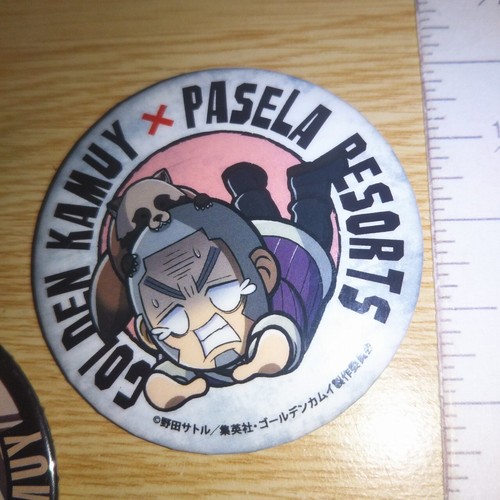 GOLDEN KAMUY × PASELA RESORTS
©野田サトル／集英社・ゴールデンカムイ製作委員会
MUY